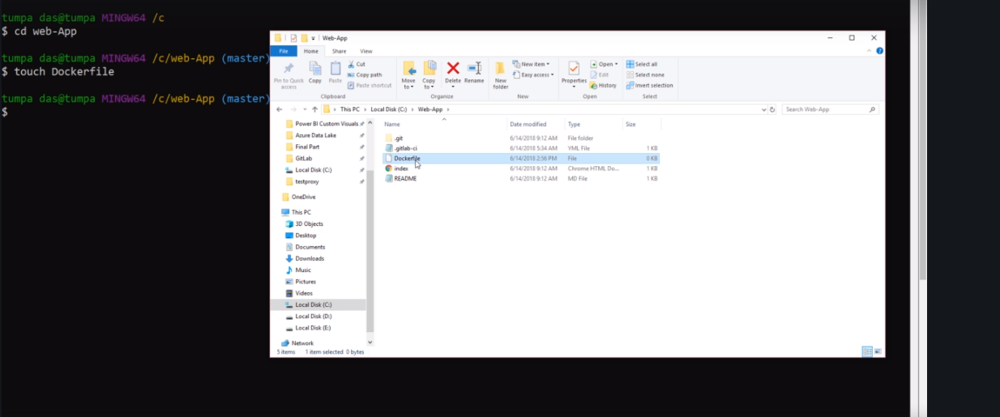 tumpa das@tumpa MINGW64 /c
$ cd web-App
tumpa das@tumpa MINGW64 /c/web-App (master)
$ touch Dockerfile
tumpa das@tumpa MINGW64 /c/web-App (master)
$
Web-App
File Home Share View
Pin to Quick access
Copy
Paste
Cut
Copy path
Paste shortcut
Clipboard
Move to
Copy to
Delete
Rename
Organize
New folder
New item
Easy access
New
Properties
Open
Edit
History
Open
Select all
Select none
Invert selection
Select
This PC > Local Disk (C:) > Web-App >
Search Web-App
Power BI Custom Visuals
Azure Data Lake
Final Part
GitLab
Local Disk (C:)
testproxy
OneDrive
This PC
3D Objects
Desktop
Documents
Downloads
Music
Pictures
Videos
Local Disk (C:)
Local Disk (D:)
Local Disk (E:)
Network
Name Date modified Type Size
.git 6/14/2018 9:12 AM File folder
.gitlab-ci 6/14/2018 5:34 AM YML File 1 KB
Dockerfile 6/14/2018 2:56 PM File 0 KB
index 6/14/2018 9:12 AM Chrome HTML Do... 1 KB
README 6/14/2018 9:12 AM MD File 1 KB
5 items 1 item selected 0 bytes